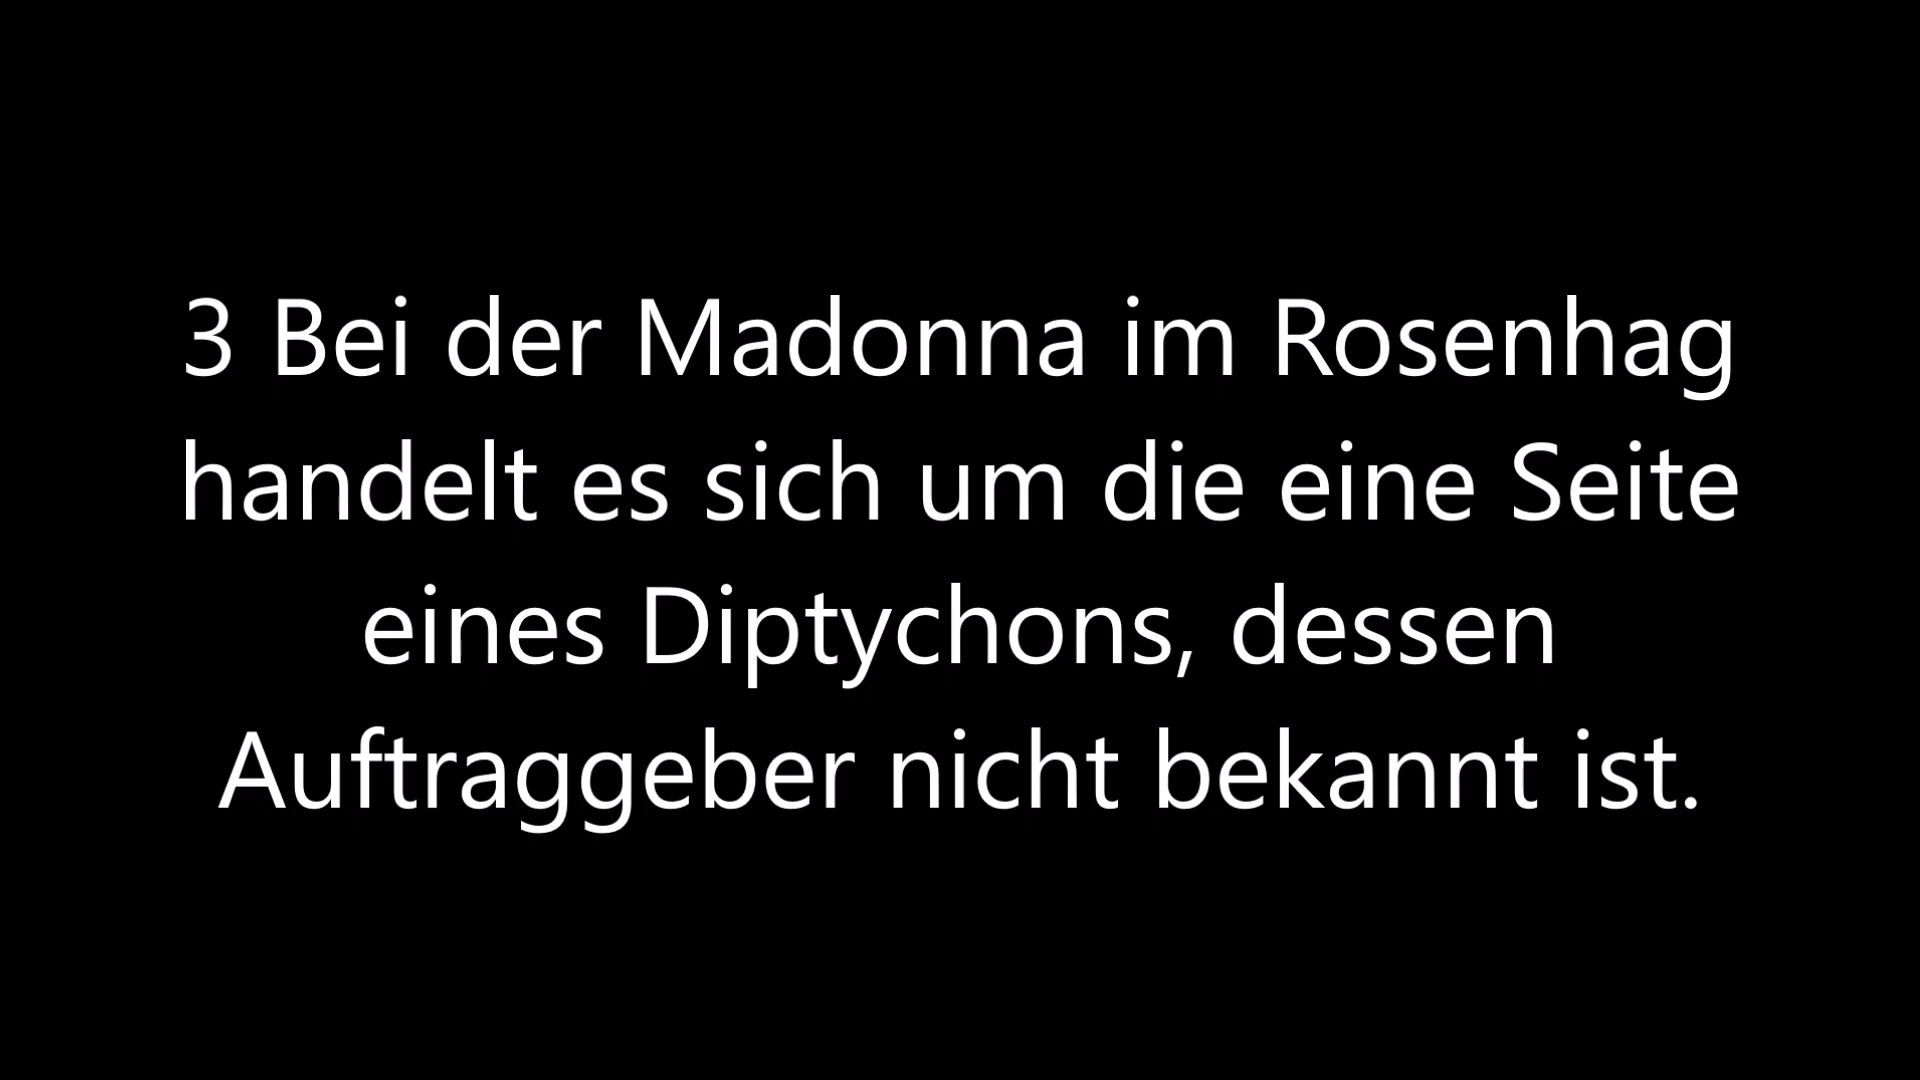 3 Bei der Madonna im Rosenhag
handelt es sich um die eine Seite
eines Diptychons, dessen
Auftraggeber nicht bekannt ist.